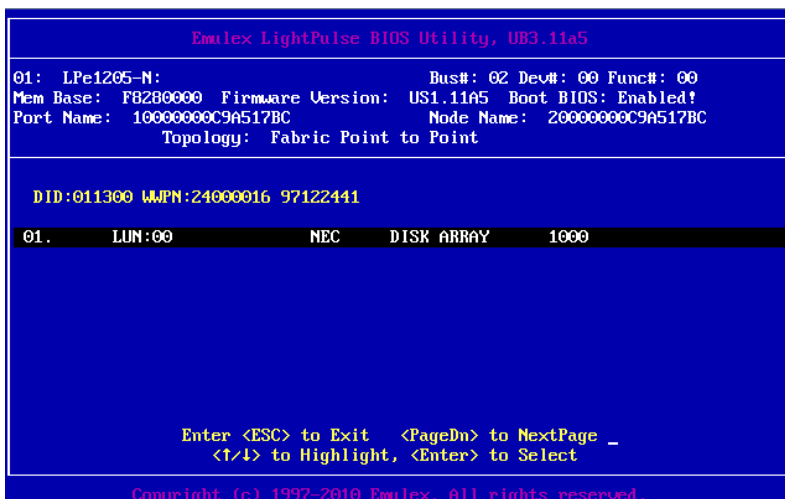 Emulex LightPulse BIOS Utility, UB3.11a5
01: LPe1205-N: Bus#: 02 Dev#: 00 Func#: 00
Mem Base: F8280000 Firmware Version: US1.11A5 Boot BIOS: Enabled!
Port Name: 10000000C9A517BC Node Name: 20000000C9A517BC
Topology: Fabric Point to Point
DID:011300 WWPN:24000016 97122441
01. LUN:00 NEC DISK ARRAY 1000
Enter <ESC> to Exit <PageDn> to NextPage _
<↑/↓> to Highlight, <Enter> to Select
Copyright (c) 1997-2010 Emulex. All rights reserved